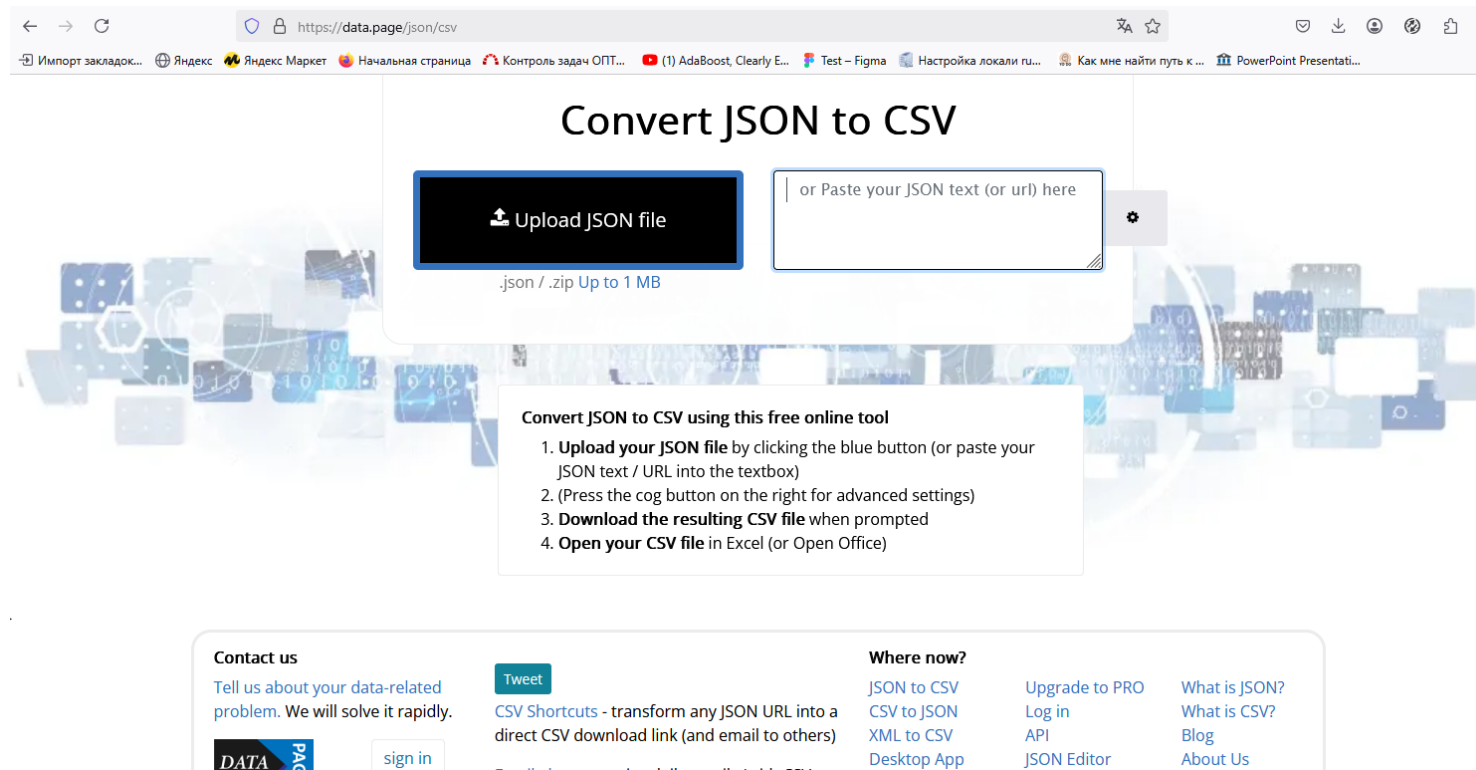 https://data.page/json/csv
Импорт закладок...
Яндекс
Яндекс Маркет
Начальная страница
Контроль задач ОПТ...
(1) AdaBoost, Clearly E...
Test – Figma
Настройка локали ru...
Как мне найти путь к ...
PowerPoint Presentati...
Convert JSON to CSV
Upload JSON file
or Paste your JSON text (or url) here
.json / .zip Up to 1 MB
Convert JSON to CSV using this free online tool
1. Upload your JSON file by clicking the blue button (or paste your
JSON text / URL into the textbox)
2. (Press the cog button on the right for advanced settings)
3. Download the resulting CSV file when prompted
4. Open your CSV file in Excel (or Open Office)
Contact us
Tell us about your data-related
problem. We will solve it rapidly.
DATA
sign in
Tweet
CSV Shortcuts - transform any JSON URL into a
direct CSV download link (and email to others)
Where now?
JSON to CSV
CSV to JSON
XML to CSV
Desktop App
Upgrade to PRO
Log in
API
JSON Editor
What is JSON?
What is CSV?
Blog
About Us